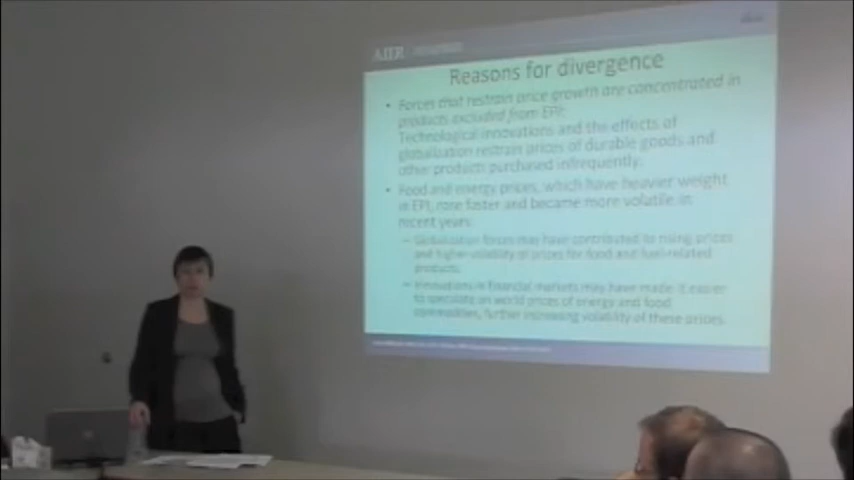 AIER
Reasons for divergence
• Forces that restrain price growth are concentrated in
products excluded from EPI:
Technological innovations and the effects of
globalization restrain prices of durable goods and
other products purchased infrequently.
• Food and energy prices, which have heavier weight
in EPI, rose faster and became more volatile in
recent years:
– Globalization forces may have contributed to rising prices
and higher volatility of prices for food and fuel-related
products.
– Innovations in financial markets may have made it easier
to speculate on world prices of energy and food
commodities, further increasing volatility of these prices.